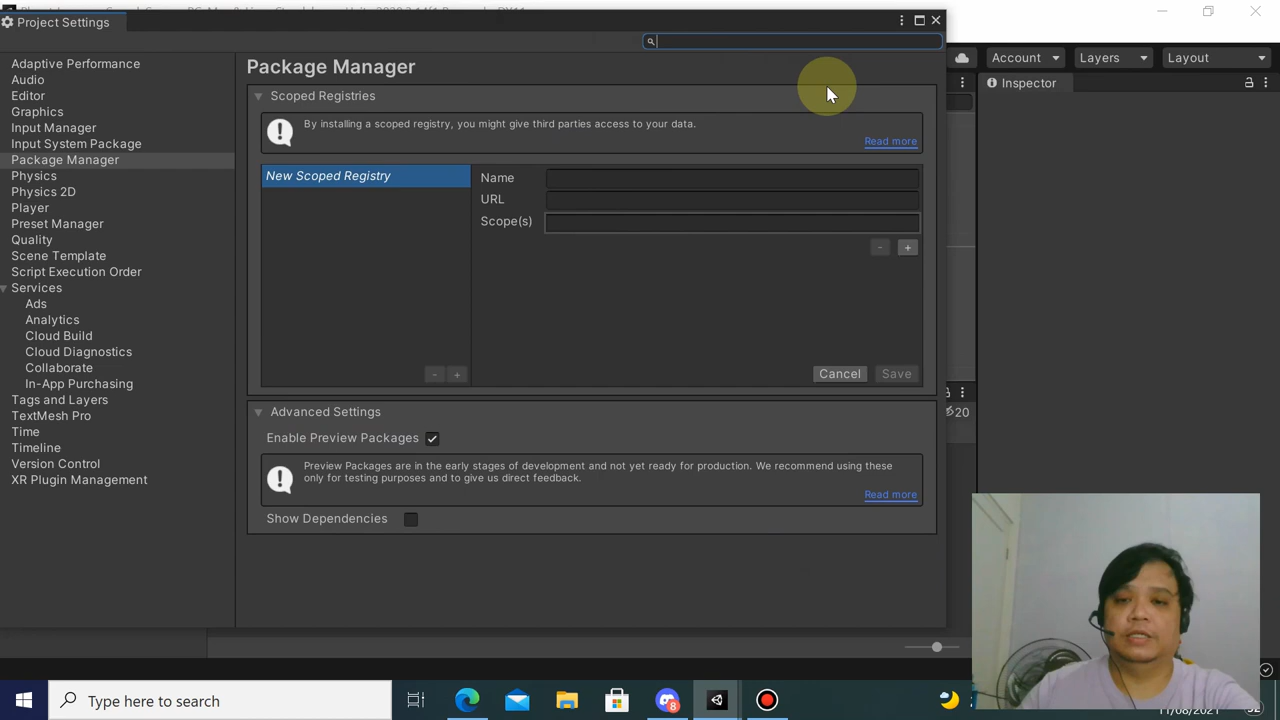 Project Settings
Account
Layers
Layout
Inspector
Adaptive Performance
Audio
Editor
Graphics
Input Manager
Input System Package
Package Manager
Physics
Physics 2D
Player
Preset Manager
Quality
Scene Template
Script Execution Order
Services
Ads
Analytics
Cloud Build
Cloud Diagnostics
Collaborate
In-App Purchasing
Tags and Layers
TextMesh Pro
Time
Timeline
Version Control
XR Plugin Management
Package Manager
Scoped Registries
By installing a scoped registry, you might give third parties access to your data.
Read more
New Scoped Registry
Name
URL
Scope(s)
- +
- +
Cancel Save
Advanced Settings
Enable Preview Packages
Preview Packages are in the early stages of development and not yet ready for production. We recommend using these
only for testing purposes and to give us direct feedback.
Read more
Show Dependencies
20
Type here to search
8
11/08/2021